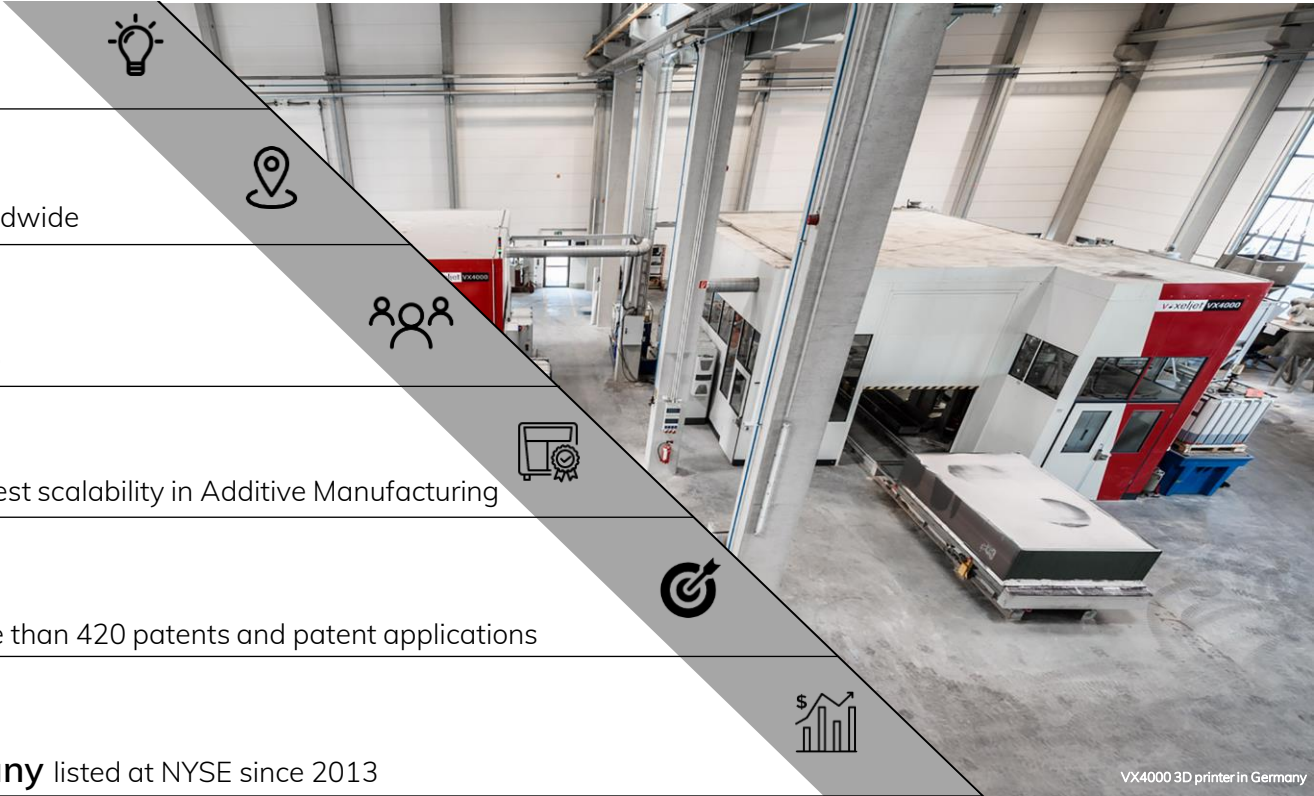 dwide
est scalability in Additive Manufacturing
than 420 patents and patent applications
ny listed at NYSE since 2013
$
VX4000
voxeljet VX4000
VX4000 3D printer in Germany